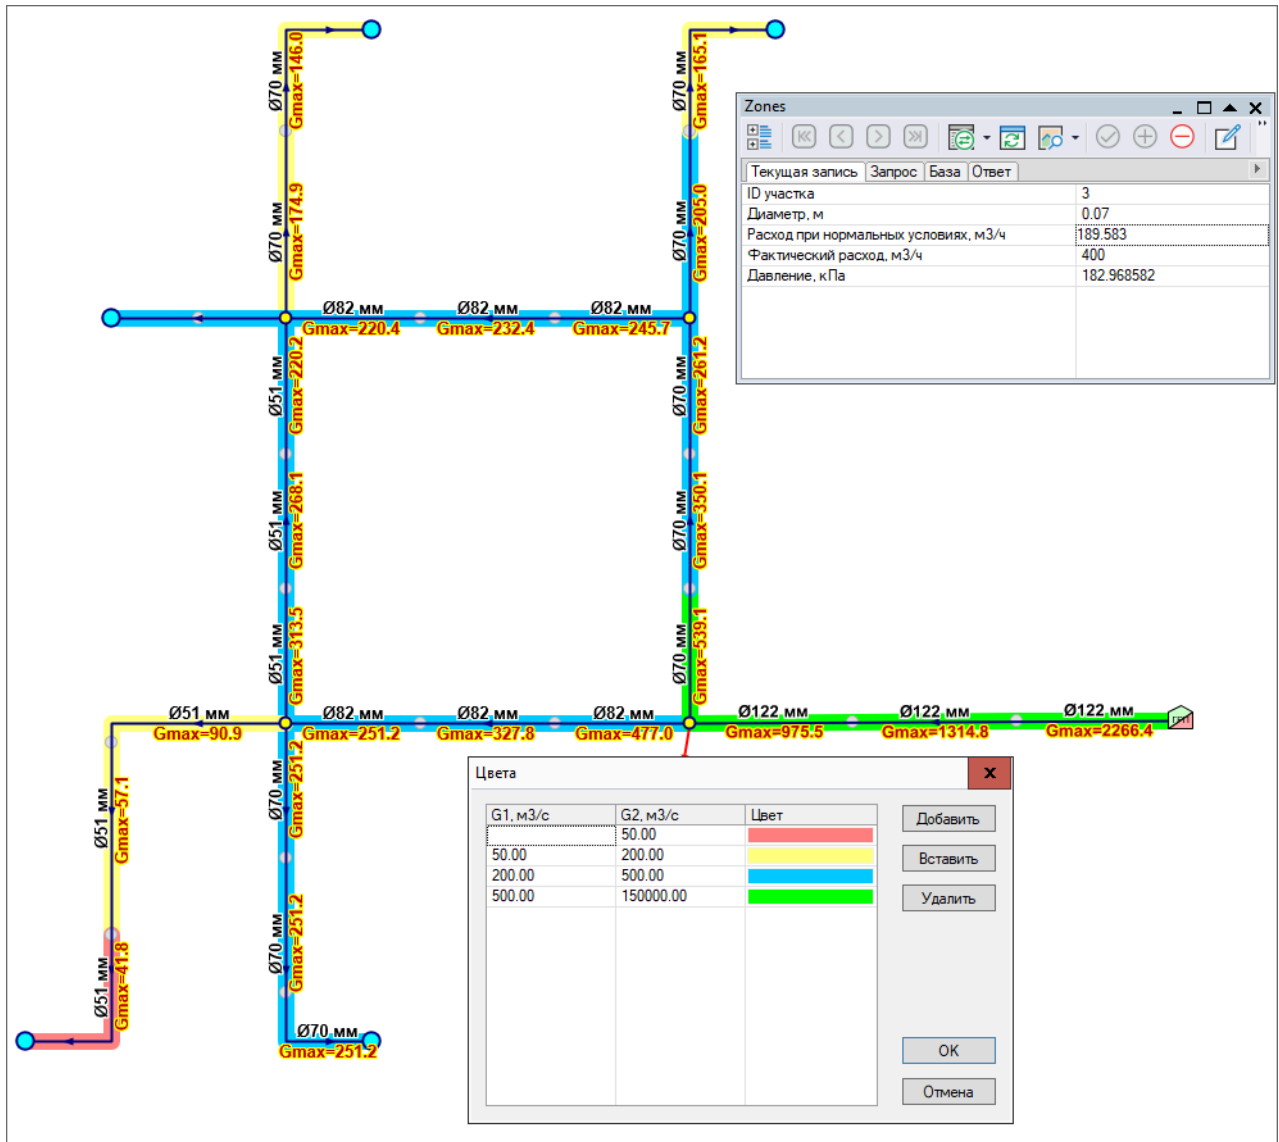 Ø70 мм
Gmax=146.0
Ø70 мм
Gmax=165.1
Zones
Текущая запись Запрос База Ответ
ID участка 3
Диаметр, м 0.07
Расход при нормальных условиях, м3/ч 189.583
Фактический расход, м3/ч 400
Давление, кПа 182.968582
Ø70 мм
Gmax=174.9
Ø70 мм
Gmax=205.0
Ø82 мм
Gmax=220.4
Ø82 мм
Gmax=232.4
Ø82 мм
Gmax=245.7
Ø51 мм
Gmax=220.2
Ø70 мм
Gmax=261.2
Ø51 мм
Gmax=268.1
Ø70 мм
Gmax=350.1
Ø51 мм
Gmax=313.5
Ø70 мм
Gmax=539.1
Ø51 мм
Gmax=90.9
Ø82 мм
Gmax=251.2
Ø82 мм
Gmax=327.8
Ø82 мм
Gmax=477.0
Ø122 мм
Gmax=975.5
Ø122 мм
Gmax=1314.8
Ø122 мм
Gmax=2266.4
ГРП
Ø51 мм
Gmax=57.1
Ø70 мм
Gmax=251.2
Ø51 мм
Gmax=41.8
Ø70 мм
Gmax=251.2
Ø70 мм
Gmax=251.2
Цвета
G1, м3/с G2, м3/с Цвет
50.00
50.00 200.00
200.00 500.00
500.00 150000.00
Добавить
Вставить
Удалить
OK
Отмена